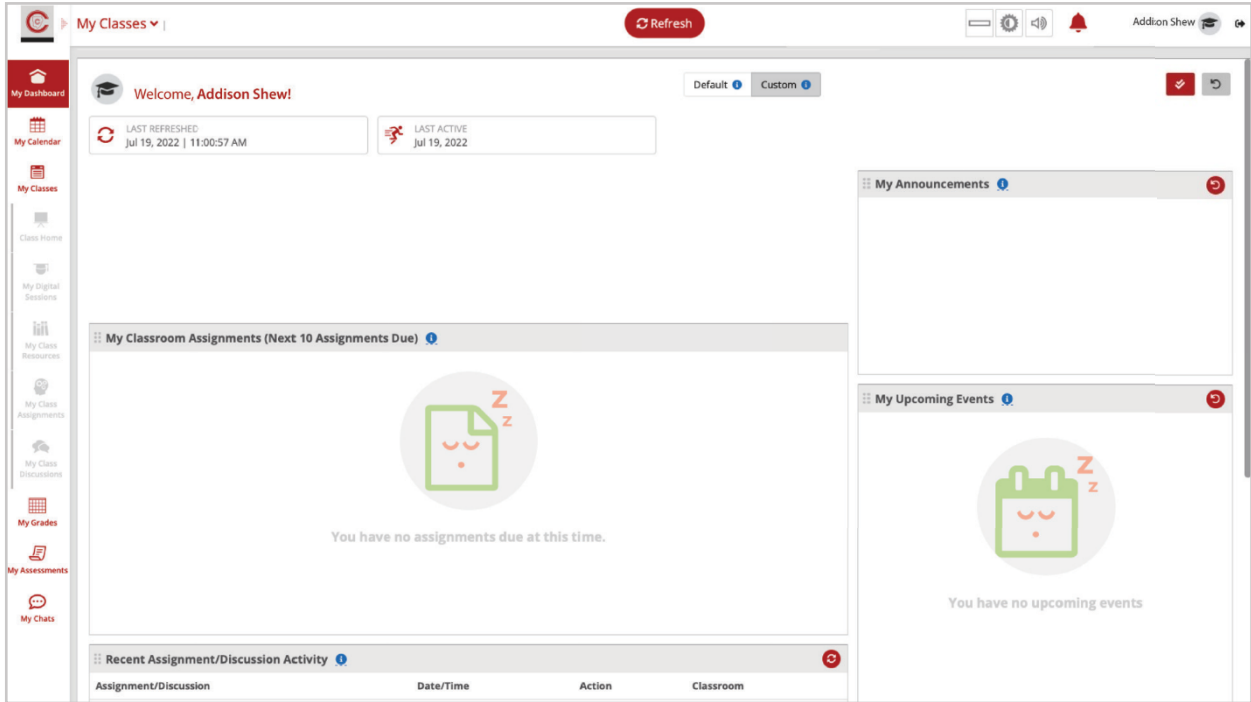 My Classes
Refresh
Addison Shew
My Dashboard
My Calendar
My Classes
Class Home
My Digital
Sessions
My Class
Resources
My Class
Assignments
My Class
Discussions
My Grades
My Assessments
My Chats
Welcome, Addison Shew!
Default
Custom
LAST REFRESHED
Jul 19, 2022 | 11:00:57 AM
LAST ACTIVE
Jul 19, 2022
My Classroom Assignments (Next 10 Assignments Due)
Z
Z
You have no assignments due at this time.
Recent Assignment/Discussion Activity
Assignment/Discussion Date/Time Action Classroom
My Announcements
My Upcoming Events
Z
Z
You have no upcoming events